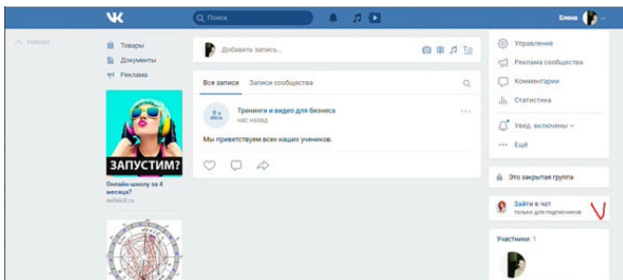 Поиск
Елена
Наверх
Товары
Документы
Реклама
ЗАПУСТИМ?
Онлайн-школу за 4
месяца?
Добавить запись...
Все записи Записи сообщества
Тренинги и видео для бизнеса
час назад
Мы приветствуем всех наших учеников.
Управление
Реклама сообщества
Комментарии
Статистика
Увед. включены
Ещё
Это закрытая группа
Зайти в чат
только для подписчиков
Участники 1